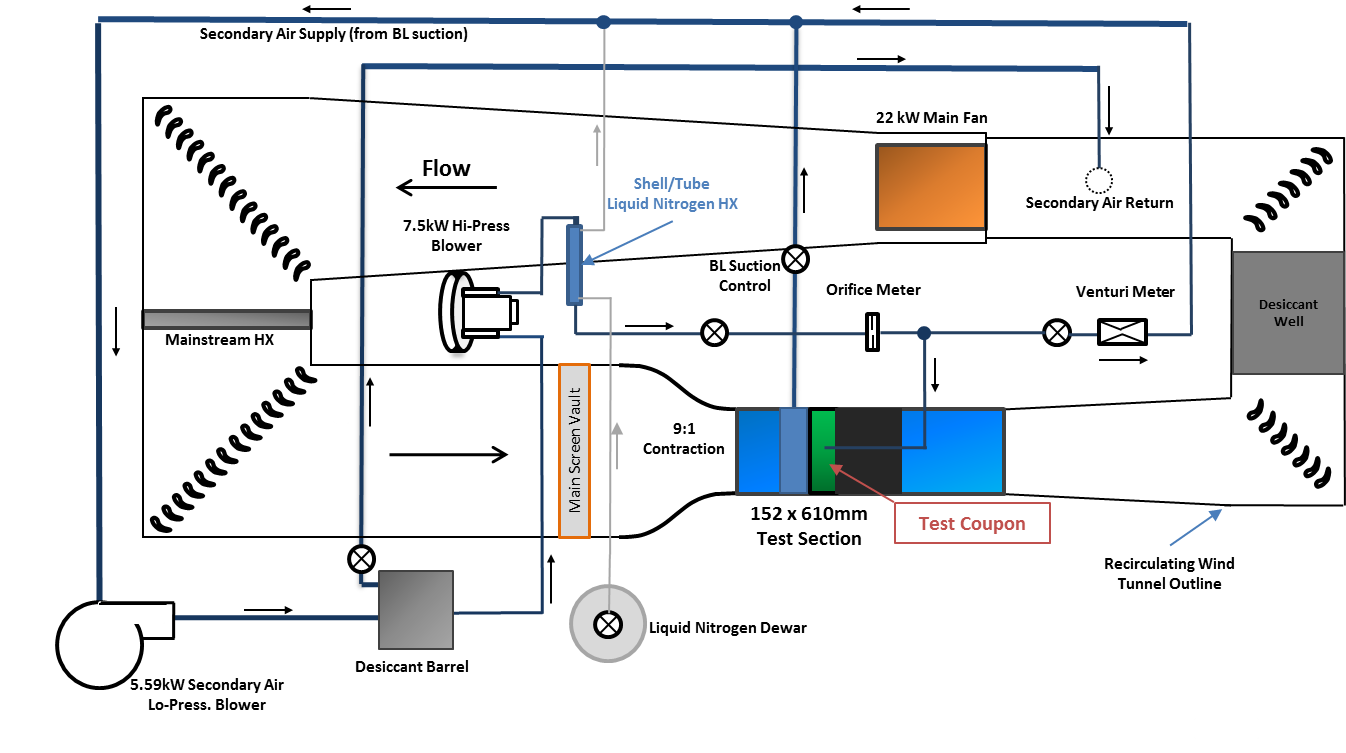 Secondary Air Supply (from BL suction)
22 kW Main Fan
Flow
Shell/Tube
Liquid Nitrogen HX
Secondary Air Return
7.5kW Hi-Press
Blower
BL Suction
Control
Orifice Meter
Venturi Meter
Desiccant
Well
Mainstream HX
Main Screen Vault
9:1
Contraction
152 x 610mm
Test Section
Test Coupon
Recirculating Wind
Tunnel Outline
Liquid Nitrogen Dewar
Desiccant Barrel
5.59kW Secondary Air
Lo-Press. Blower